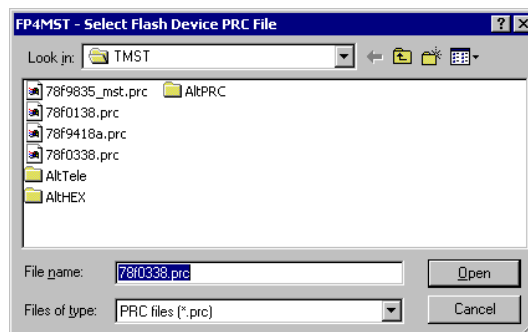 FP4MST - Select Flash Device PRC File
Look in: TMST
78f9835_mst.prc AltPRC
78f0138.prc
78f9418a.prc
78f0338.prc
AltTele
AltHEX
File name: 78f0338.prc Open
Files of type: PRC files (*.prc) Cancel